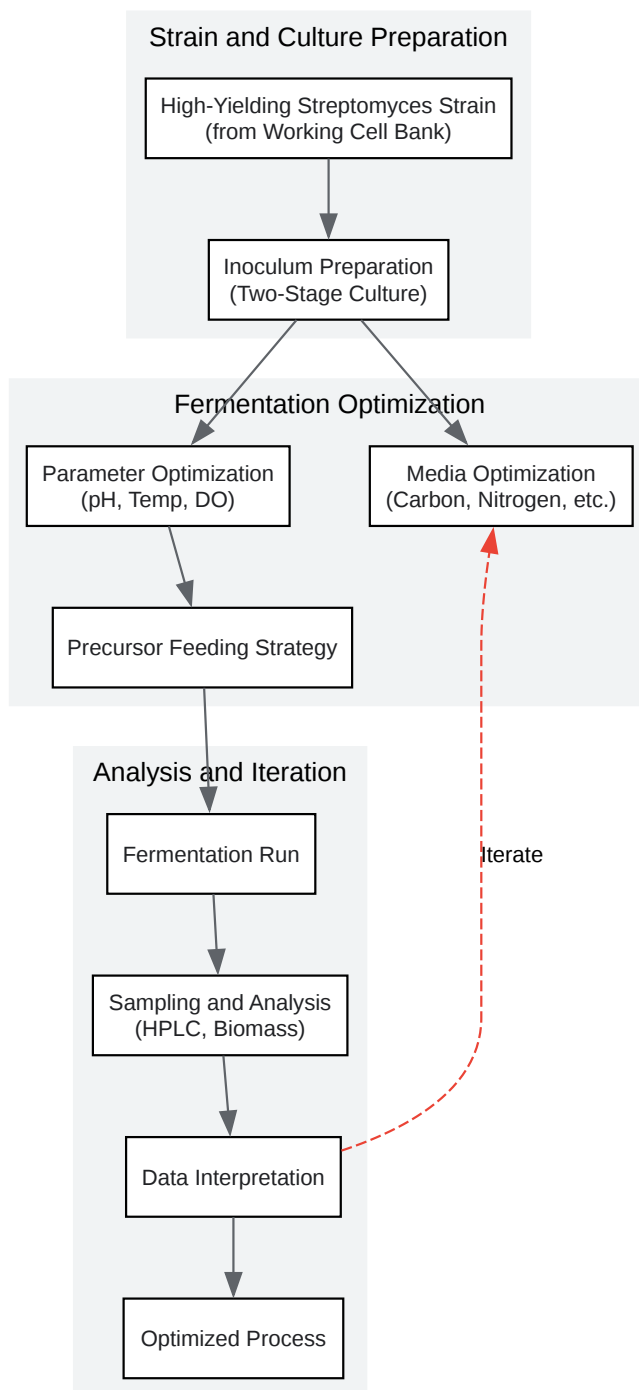 Strain and Culture Preparation
High-Yielding Streptomyces Strain
(from Working Cell Bank)
Inoculum Preparation
(Two-Stage Culture)
Fermentation Optimization
Parameter Optimization
(pH, Temp, DO)
Media Optimization
(Carbon, Nitrogen, etc.)
Precursor Feeding Strategy
Analysis and Iteration
Fermentation Run
Iterate
Sampling and Analysis
(HPLC, Biomass)
Data Interpretation
Optimized Process